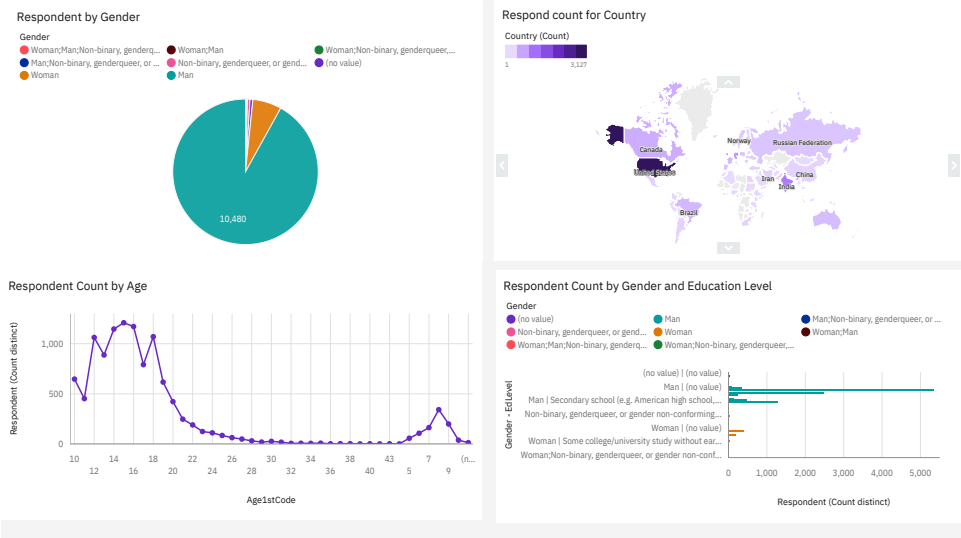 Respondent by Gender
Gender
Woman;Man;Non-binary, genderq...
Woman;Man
Woman;Non-binary, genderqueer,...
Man;Non-binary, genderqueer, or ...
Non-binary, genderqueer, or gend...
(no value)
Woman
Man
10,480
Respond count for Country
Country (Count)
1
3,127
Canada
United States
Brazil
Norway
Russian Federation
Iran
China
India
Respondent Count by Age
Respondent (Count distinct)
1,000
500
0
10 14 16 18 20 22 24 26 30 32 34 38 43 7 (n...
12 16 20 24 28 32 36 40 5 9
Age1stCode
Respondent Count by Gender and Education Level
Gender
(no value)
Man
Man;Non-binary, genderqueer, or ...
Non-binary, genderqueer, or gend...
Woman
Woman;Man
Woman;Man;Non-binary, genderq...
Woman;Non-binary, genderqueer,...
Gender - EdLevel
(no value) | (no value)
Man | (no value)
Man | Secondary school (e.g. American high school,...
Non-binary, genderqueer, or gender non-conforming...
Woman | (no value)
Woman | Some college/university study without ear...
Woman;Non-binary, genderqueer, or gender non-conf...
0 1,000 2,000 3,000 4,000 5,000
Respondent (Count distinct)